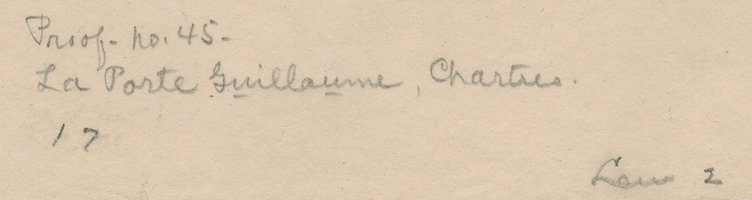 Proof - no. 45 -
La Porte Guillaume, Chartres.
17
2